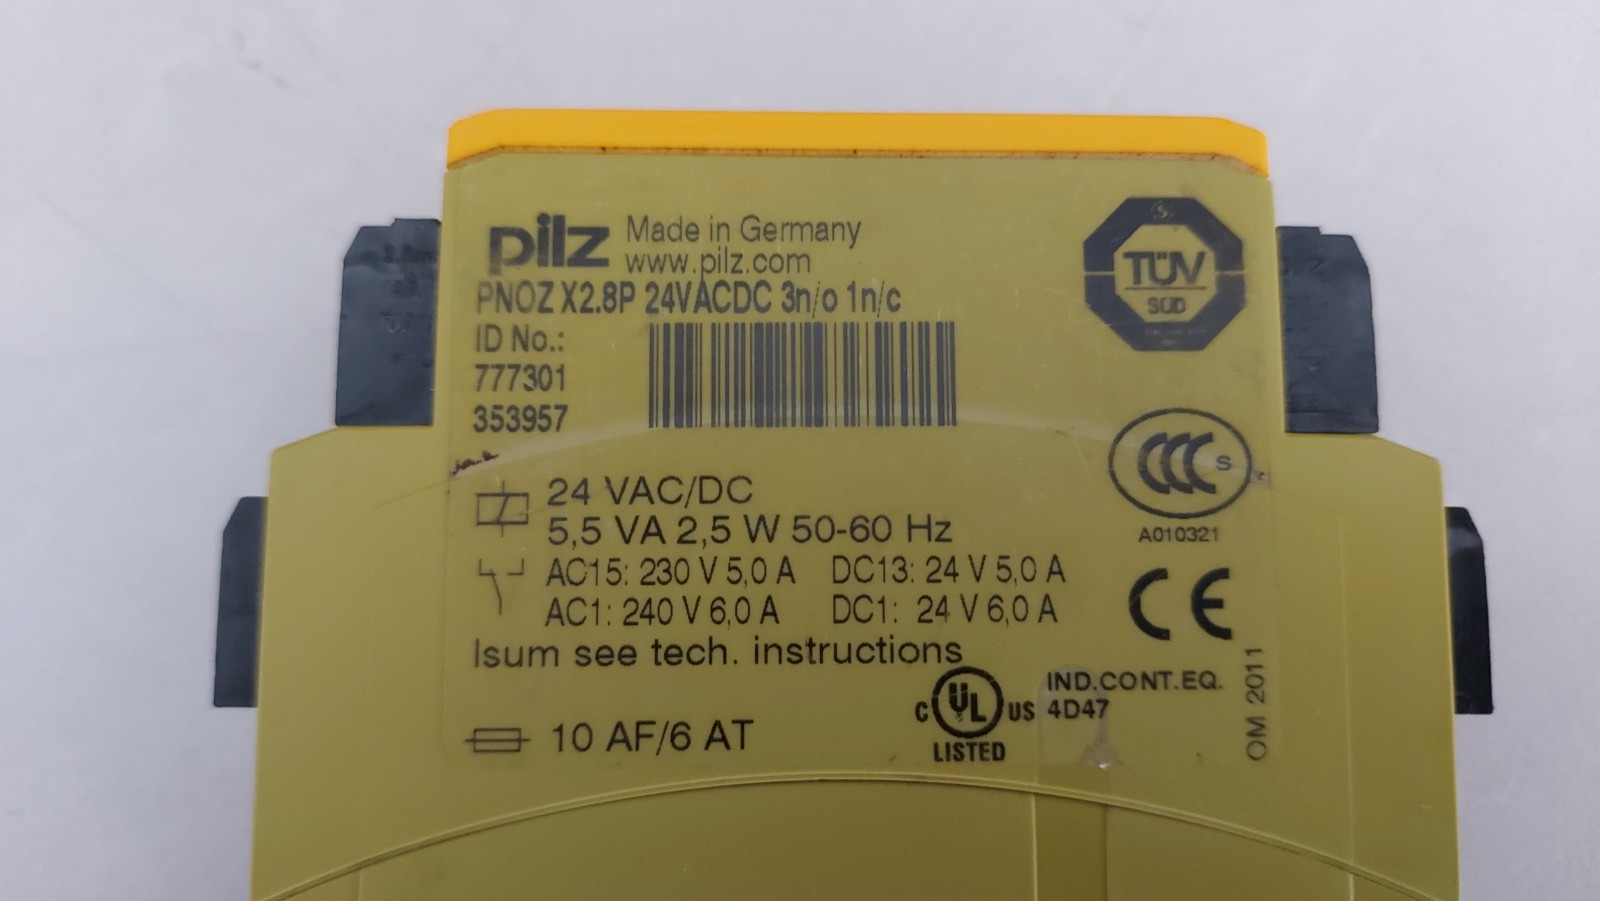 pilz Made in Germany
www.pilz.com
PNOZ X2.8P 24VACDC 3n/o 1n/c
ID No.:
777301
353957
TÜV
SÜD
CCC S
A010321
24 VAC/DC
5,5 VA 2,5 W 50-60 Hz
AC15: 230 V 5,0 A DC13: 24 V 5,0 A
AC1: 240 V 6,0 A DC1: 24 V 6,0 A
CE
Isum see tech. instructions
C UL US IND.CONT.EQ.
4D47
LISTED
OM 2011
10 AF/6 AT